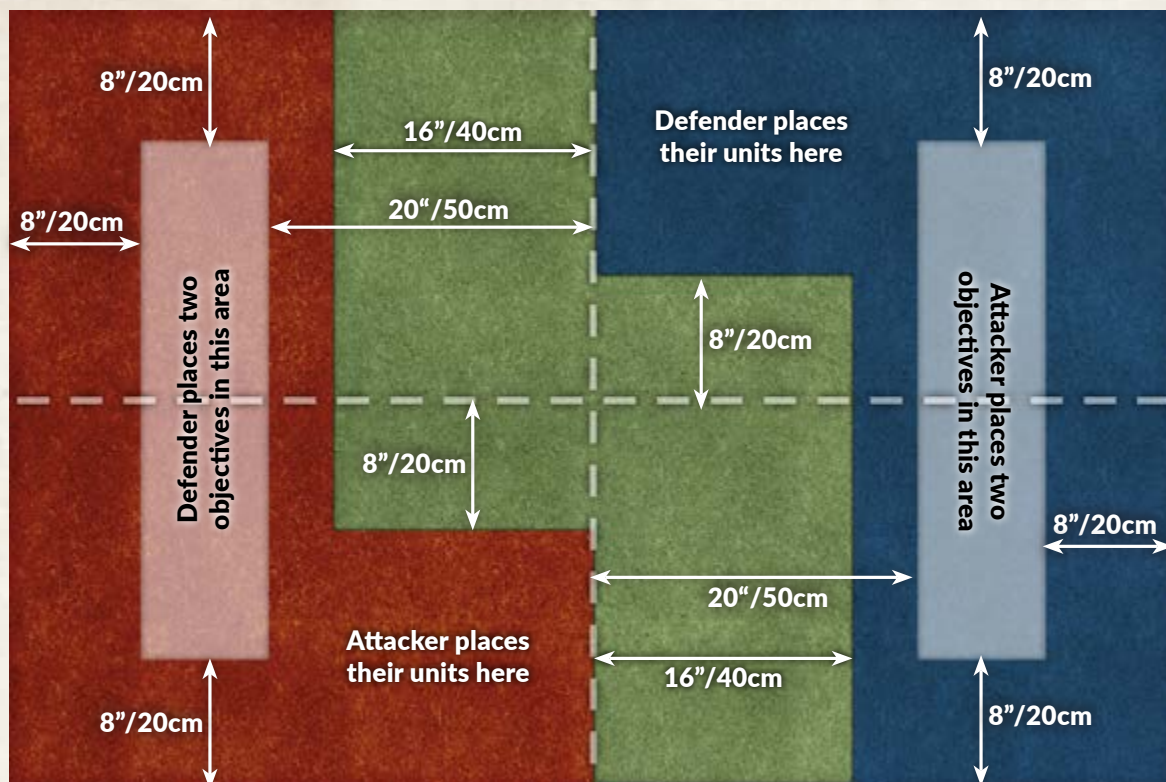 8”/20cm
8”/20cm
16”/40cm
Defender places
their units here
20“/50cm
8”/20cm
Defender places two
objectives in this area
Attacker places two
objectives in this area
8”/20cm
8”/20cm
8”/20cm
20“/50cm
Attacker places
their units here
16”/40cm
8”/20cm
8”/20cm